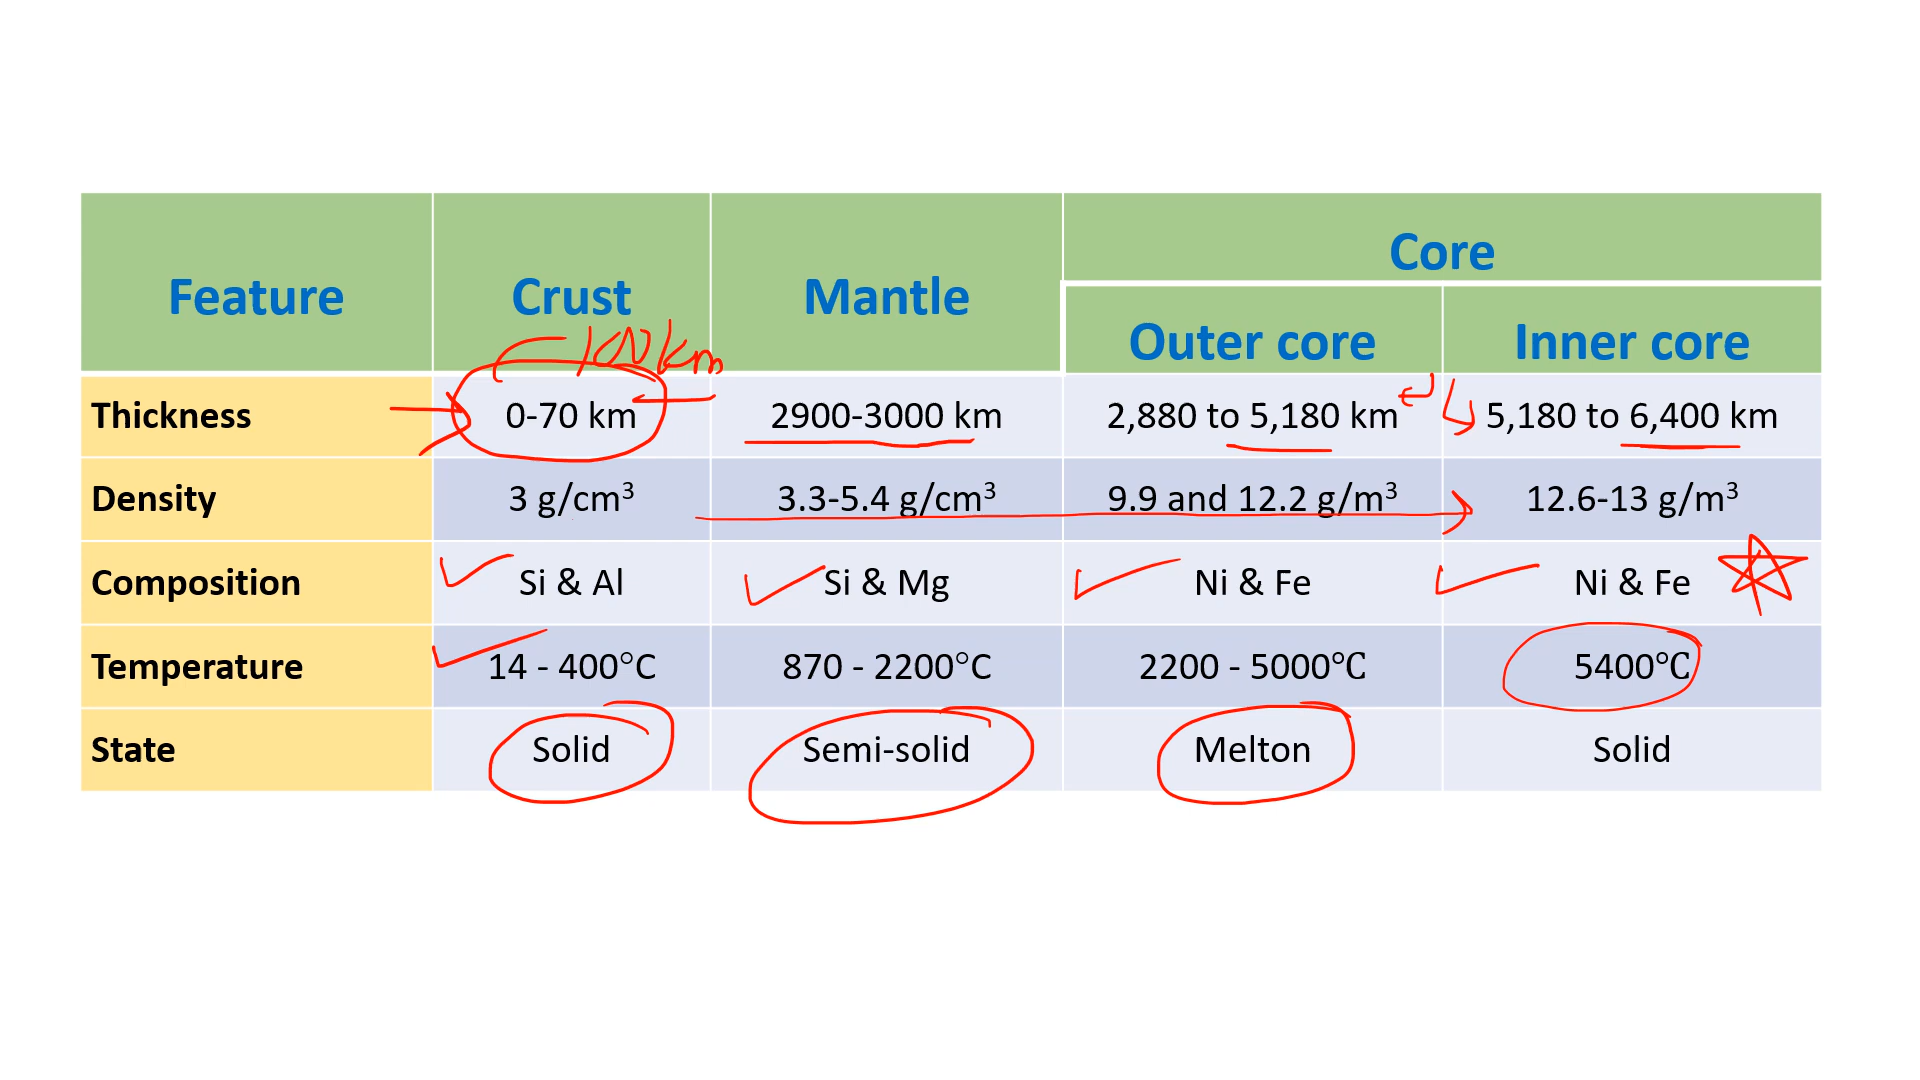 Feature Crust Mantle Core
Outer core Inner core
100 km
Thickness 0-70 km 2900-3000 km 2,880 to 5,180 km 5,180 to 6,400 km
Density 3 g/cm³ 3.3-5.4 g/cm³ 9.9 and 12.2 g/m³ 12.6-13 g/m³
Composition Si & Al Si & Mg Ni & Fe Ni & Fe
Temperature 14 - 400°C 870 - 2200°C 2200 - 5000℃ 5400℃
State Solid Semi-solid Melton Solid